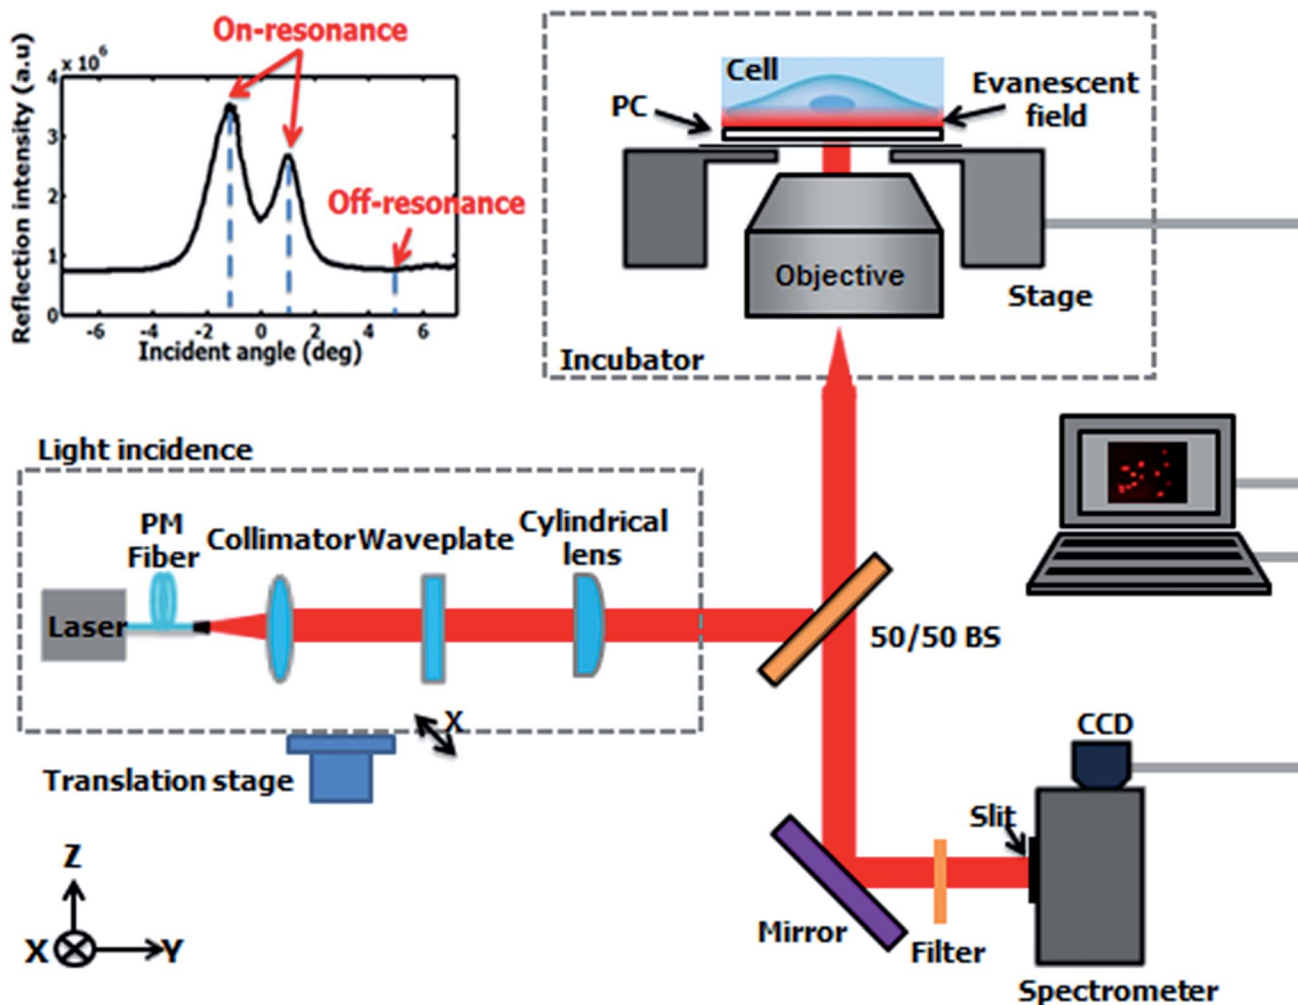 On-resonance
Reflection intensity (a.u)
x 10^6
4
3
2
1
0
Off-resonance
-6 -4 -2 0 2 4 6
Incident angle (deg)
Cell
PC
Evanescent
field
Objective
Stage
Incubator
Light incidence
PM
Fiber
Collimator
Waveplate
Cylindrical
lens
Laser
50/50 BS
X
Translation stage
CCD
Slit
Z
X
Y
Mirror
Filter
Spectrometer